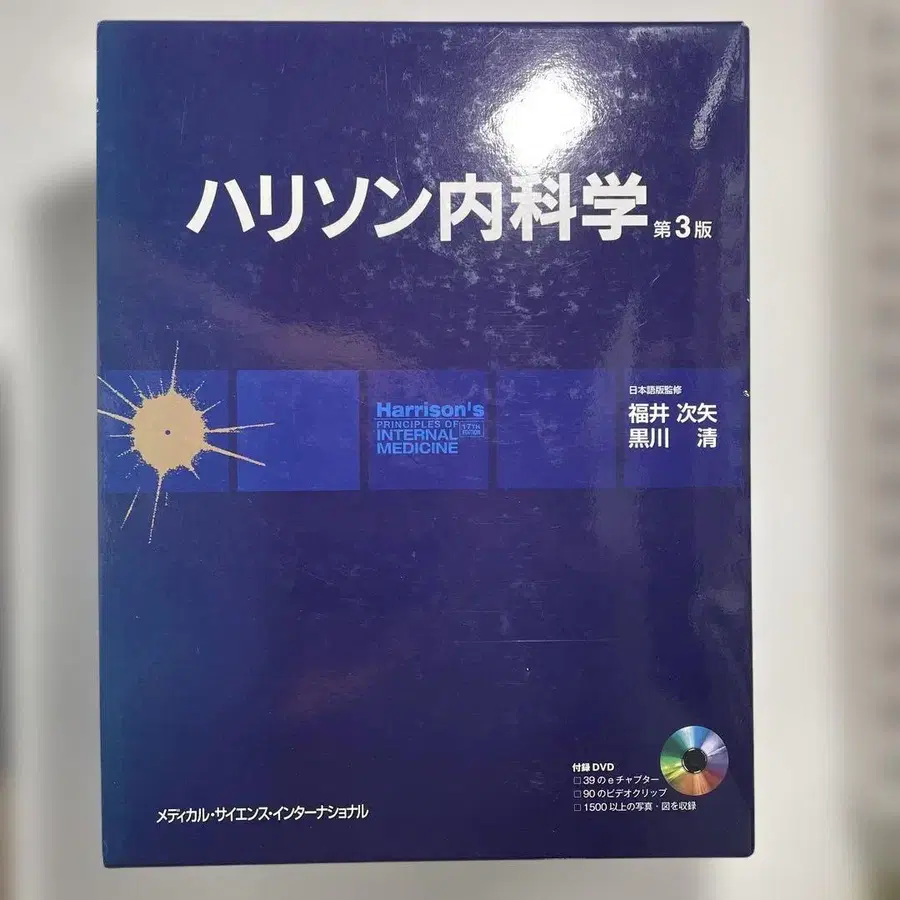 ハリソン内科学 第3版
Harrison's
PRINCIPLES OF
INTERNAL
MEDICINE
17TH
EDITION
日本語版監修
福井 次矢
黒川 清
付録 DVD
□ 39のeチャプター
□ 90のビデオクリップ
□ 1500以上の写真・図を収録
メディカル・サイエンス・インターナショナル